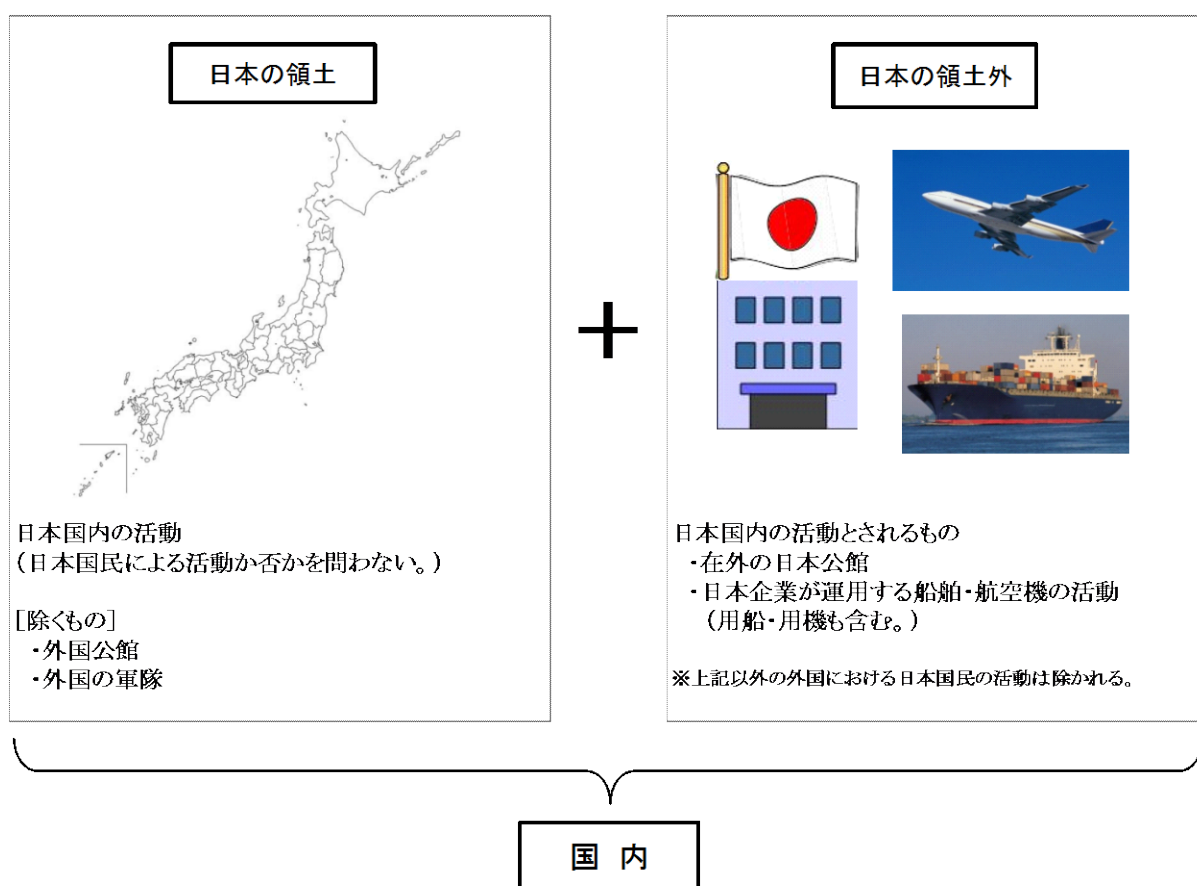 日本の領土
日本国内の活動
(日本国民による活動か否かを問わない。)
[除くもの]
・外国公館
・外国の軍隊
+
日本の領土外
日本国内の活動とされるもの
・在外の日本公館
・日本企業が運用する船舶・航空機の活動
(用船・用機も含む。)
※上記以外の外国における日本国民の活動は除かれる。
国 内